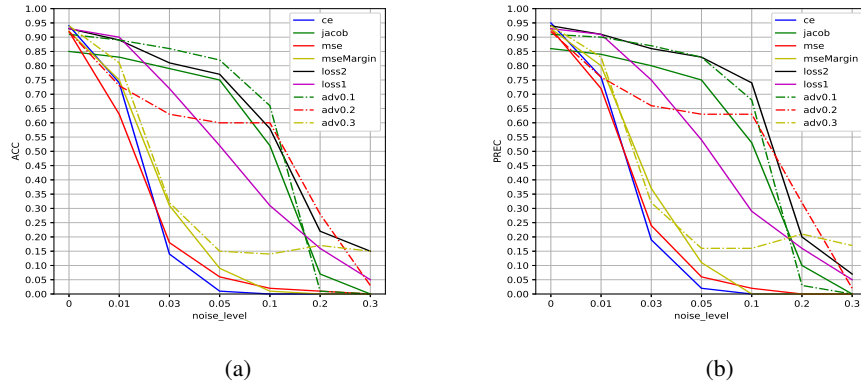 1.00
0.95
0.90
0.85
0.80
0.75
0.70
0.65
0.60
0.55
0.50
0.45
0.40
0.35
0.30
0.25
0.20
0.15
0.10
0.05
0.00
ACC
0 0.01 0.03 0.05 0.1 0.2 0.3
noise_level
ce
jacob
mse
mseMargin
loss2
loss1
adv0.1
adv0.2
adv0.3
(a)
1.00
0.95
0.90
0.85
0.80
0.75
0.70
0.65
0.60
0.55
0.50
0.45
0.40
0.35
0.30
0.25
0.20
0.15
0.10
0.05
0.00
PREC
0 0.01 0.03 0.05 0.1 0.2 0.3
noise_level
ce
jacob
mse
mseMargin
loss2
loss1
adv0.1
adv0.2
adv0.3
(b)